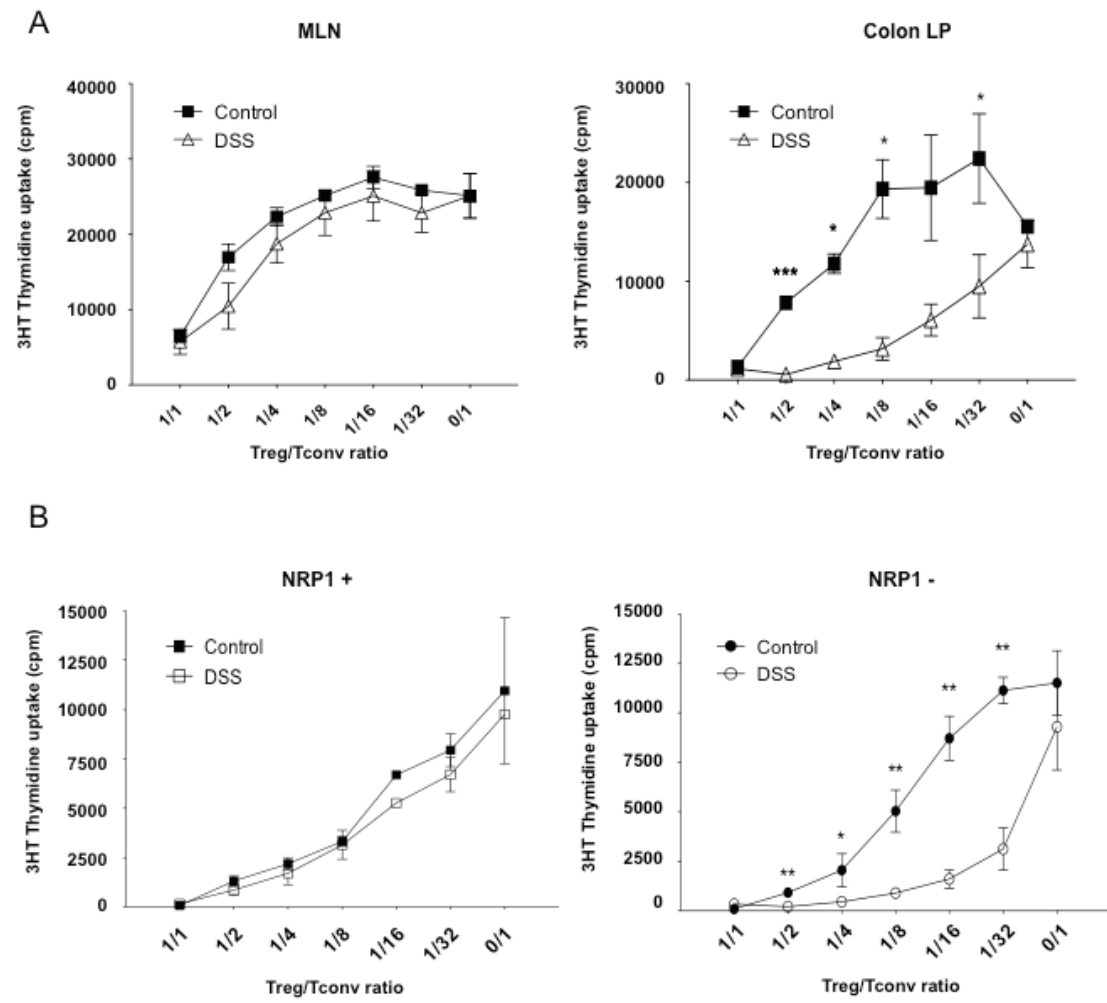 A
MLN
3HT Thymidine uptake (cpm)
40000
30000
20000
10000
0
Control
DSS
1/1
1/2
1/4
1/8
1/16
1/32
0/1
Treg/Tconv ratio
Colon LP
3HT Thymidine uptake (cpm)
30000
20000
10000
0
Control
DSS
***
*
*
*
1/1
1/2
1/4
1/8
1/16
1/32
0/1
Treg/Tconv ratio
B
NRP1 +
3HT Thymidine uptake (cpm)
15000
12500
10000
7500
5000
2500
0
Control
DSS
1/1
1/2
1/4
1/8
1/16
1/32
0/1
Treg/Tconv ratio
NRP1 -
3HT Thymidine uptake (cpm)
15000
12500
10000
7500
5000
2500
0
Control
DSS
**
*
**
**
**
1/1
1/2
1/4
1/8
1/16
1/32
0/1
Treg/Tconv ratio